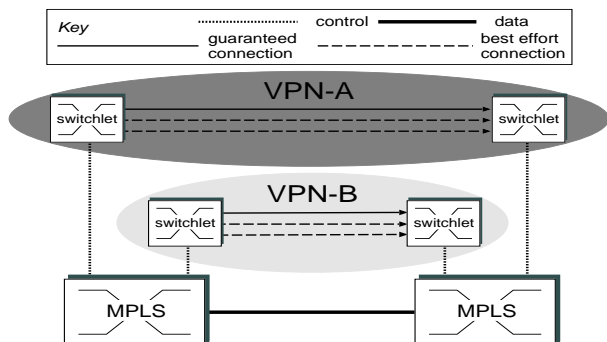 Key
control
data
guaranteed
connection
best effort
connection
VPN-A
switchlet
switchlet
VPN-B
switchlet
switchlet
MPLS
MPLS